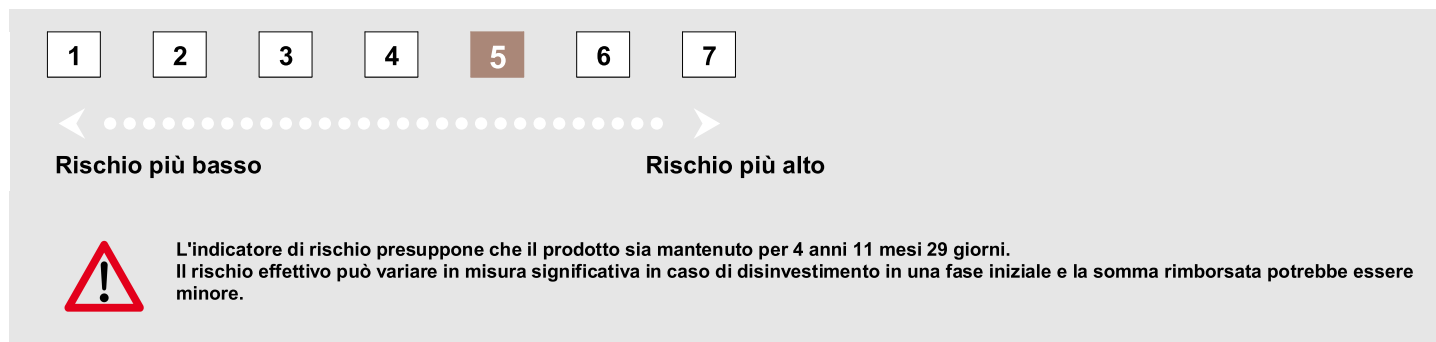 1 2 3 4 5 6 7
Rischio più basso Rischio più alto
L'indicatore di rischio presuppone che il prodotto sia mantenuto per 4 anni 11 mesi 29 giorni.
Il rischio effettivo può variare in misura significativa in caso di disinvestimento in una fase iniziale e la somma rimborsata potrebbe essere
minore.